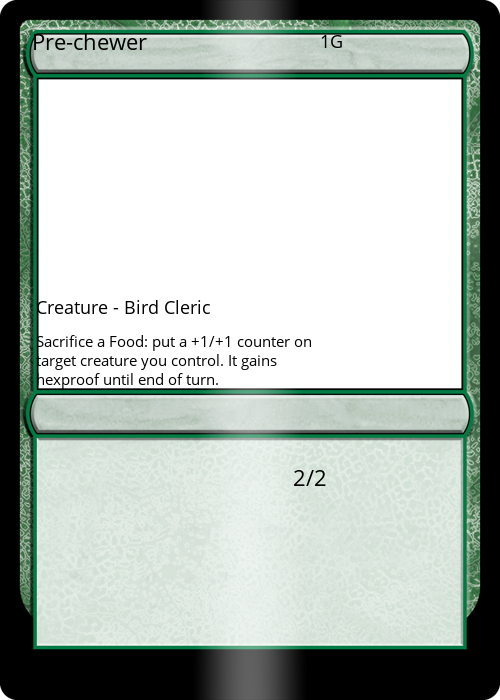 Pre-chewer 1G
Creature - Bird Cleric
Sacrifice a Food: put a +1/+1 counter on
target creature you control. It gains
hexproof until end of turn.
2/2